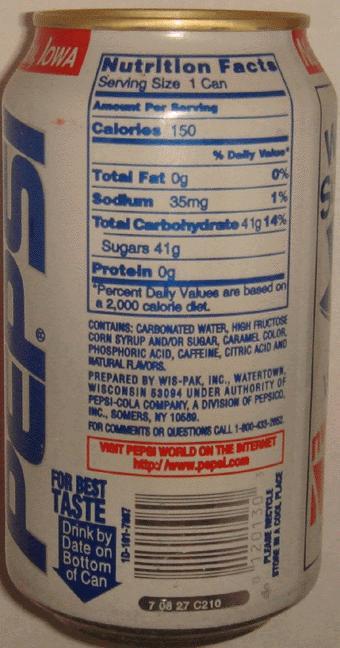 IOWA
PEPSI®
Nutrition Facts
Serving Size 1 Can
Amount Per Serving
Calories 150
% Daily Value*
Total Fat 0g 0%
Sodium 35mg 1%
Total Carbohydrate 41g 14%
Sugars 41g
Protein 0g
*Percent Daily Values are based on
a 2,000 calorie diet.
CONTAINS: CARBONATED WATER, HIGH FRUCTOSE
CORN SYRUP AND/OR SUGAR, CARAMEL COLOR,
PHOSPHORIC ACID, CAFFEINE, CITRIC ACID AND
NATURAL FLAVORS.
PREPARED BY WIS-PAK, INC., WATERTOWN,
WISCONSIN 53094 UNDER AUTHORITY OF
PEPSI-COLA COMPANY, A DIVISION OF PEPSICO,
INC., SOMERS, NY 10589.
FOR COMMENTS OR QUESTIONS CALL 1-800-433-2652.
VISIT PEPSI WORLD ON THE INTERNET
http://www.pepsi.com
FOR BEST
TASTE
Drink by
Date on
Bottom
of Can
10-101-7097
PLEASE RECYCLE
STORE IN A COOL PLACE
7 08 27 C210